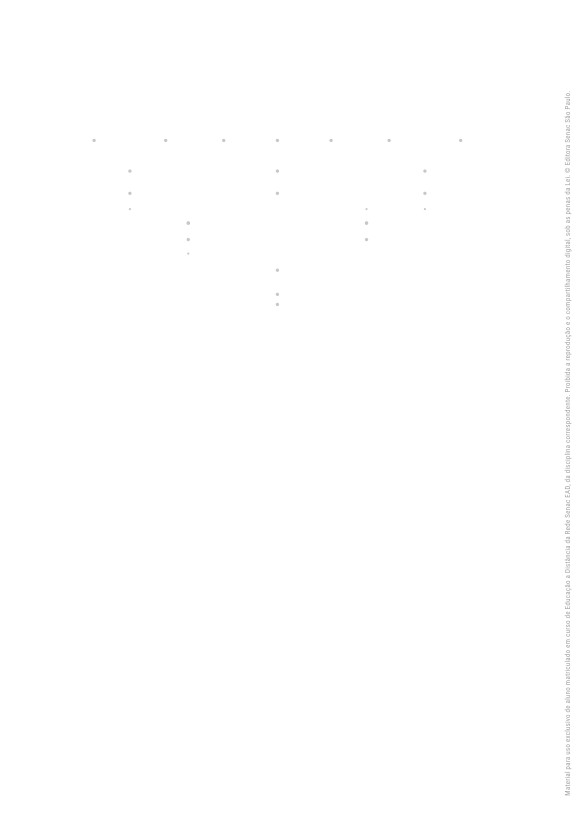 Material para uso exclusivo de aluno matriculado em curso de Educação a Distância da Rede Senac EAD, da disciplina correspondente. Proibida a reprodução e o compartilhamento digital, sob as penas da Lei. © Editora Senac São Paulo.